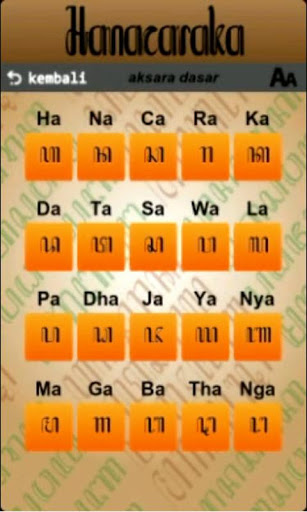 Hanacaraka
kembali aksara dasar AA
Ha Na Ca Ra Ka
ꦲ ꦤ ꦕ ꦫ ꦏ
Da Ta Sa Wa La
ꦢ ꦠ ꦱ ꦮ ꦭ
Pa Dha Ja Ya Nya
ꦥ ꦝ ꦗ ꦪ ꦚ
Ma Ga Ba Tha Nga
ꦩ ꦒ ꦧ ꦛ ꦔ